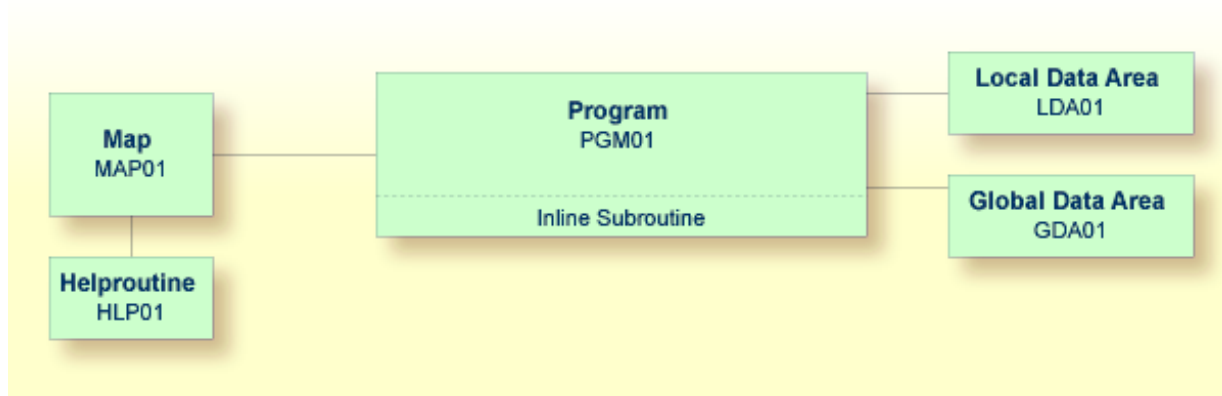 Map
MAP01
Helproutine
HLP01
Program
PGM01
Inline Subroutine
Local Data Area
LDA01
Global Data Area
GDA01